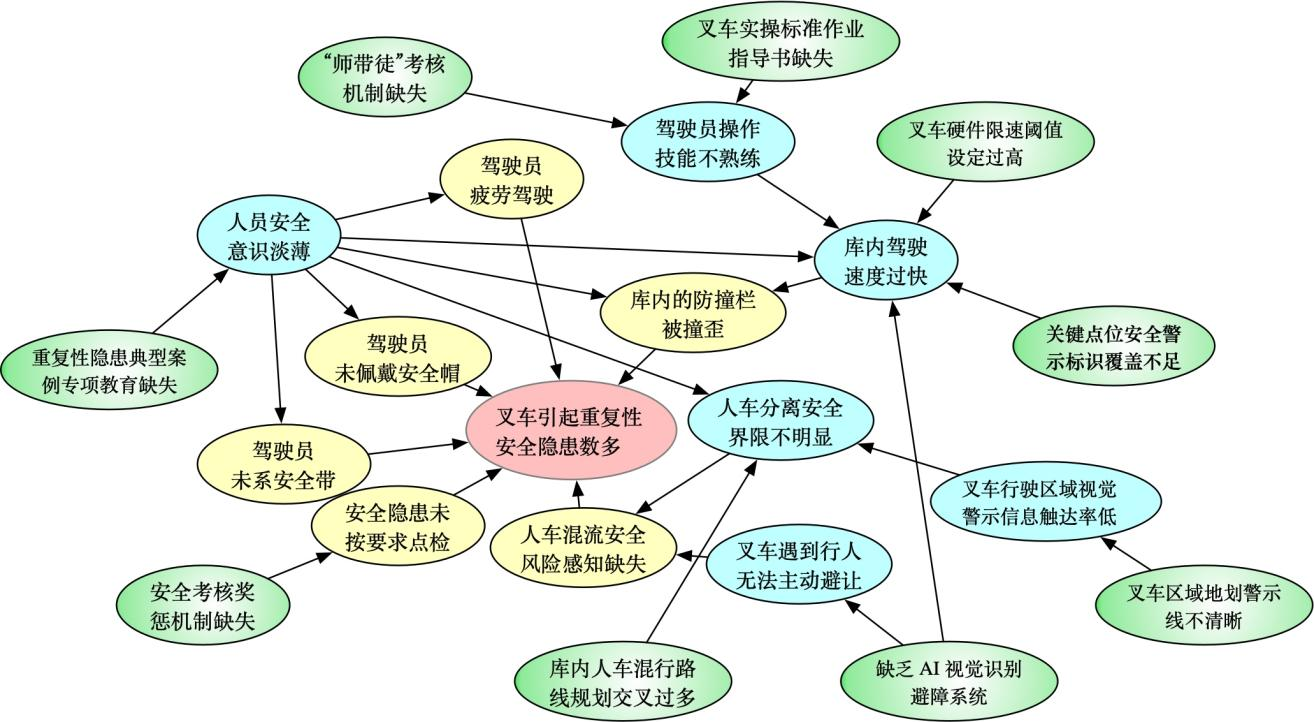 叉车实操标准作业
指导书缺失
“师带徒”考核
机制缺失
驾驶员操作
技能不熟练
叉车硬件限速阈值
设定过高
驾驶员
疲劳驾驶
人员安全
意识淡薄
库内驾驶
速度过快
库内的防撞栏
被撞歪
重复性隐患典型案
例专项教育缺失
驾驶员
未佩戴安全帽
关键点位安全警
示标识覆盖不足
叉车引起重复性
安全隐患数多
人车分离安全
界限不明显
驾驶员
未系安全带
叉车行驶区域视觉
警示信息触达率低
安全隐患未
按要求点检
人车混流安全
风险感知缺失
叉车遇到行人
无法主动避让
安全考核奖
惩机制缺失
叉车区域地划警示
线不清晰
库内人车混行路
线规划交叉过多
缺乏 AI 视觉识别
避障系统